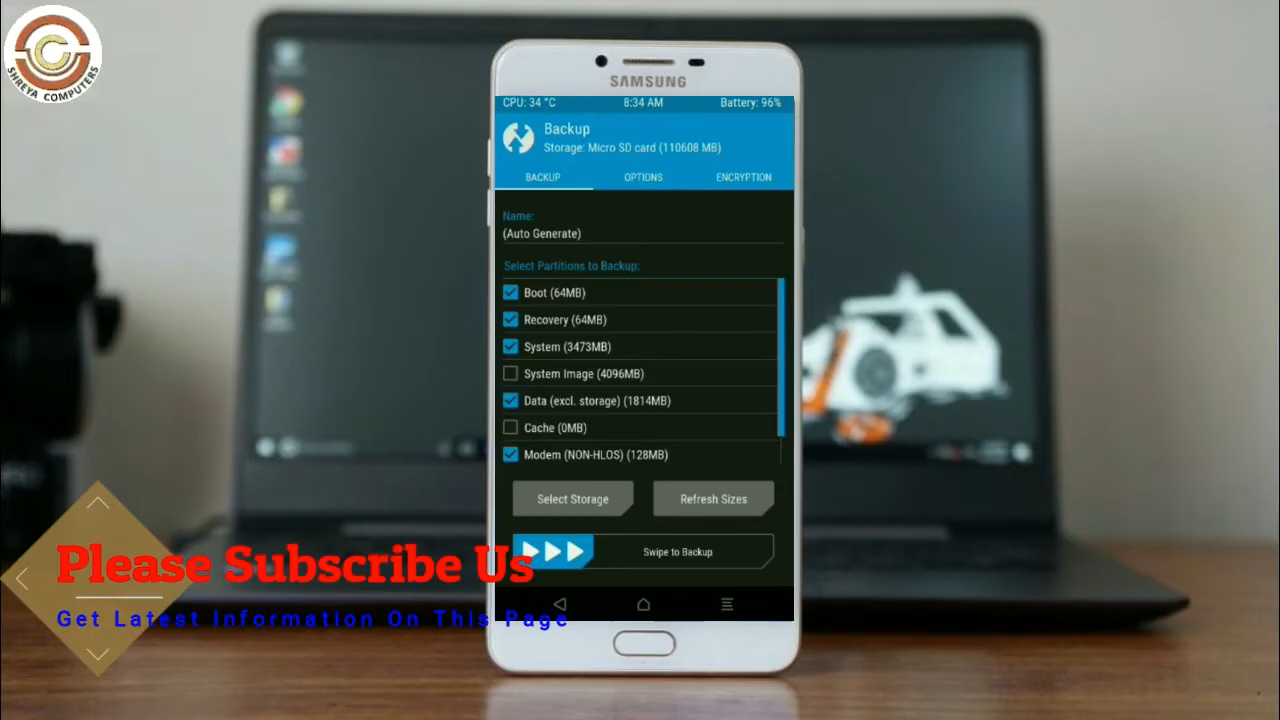 SHREYA COMPUTERS
SAMSUNG
CPU: 34 °C 8:34 AM Battery: 96%
Backup
Storage: Micro SD card (110608 MB)
BACKUP OPTIONS ENCRYPTION
Name:
(Auto Generate)
Select Partitions to Backup:
Boot (64MB)
Recovery (64MB)
System (3473MB)
System Image (4096MB)
Data (excl. storage) (1814MB)
Cache (0MB)
Modem (NON-HLOS) (128MB)
Select Storage Refresh Sizes
Swipe to Backup
Please Subscribe Us
Get Latest Information On This Page